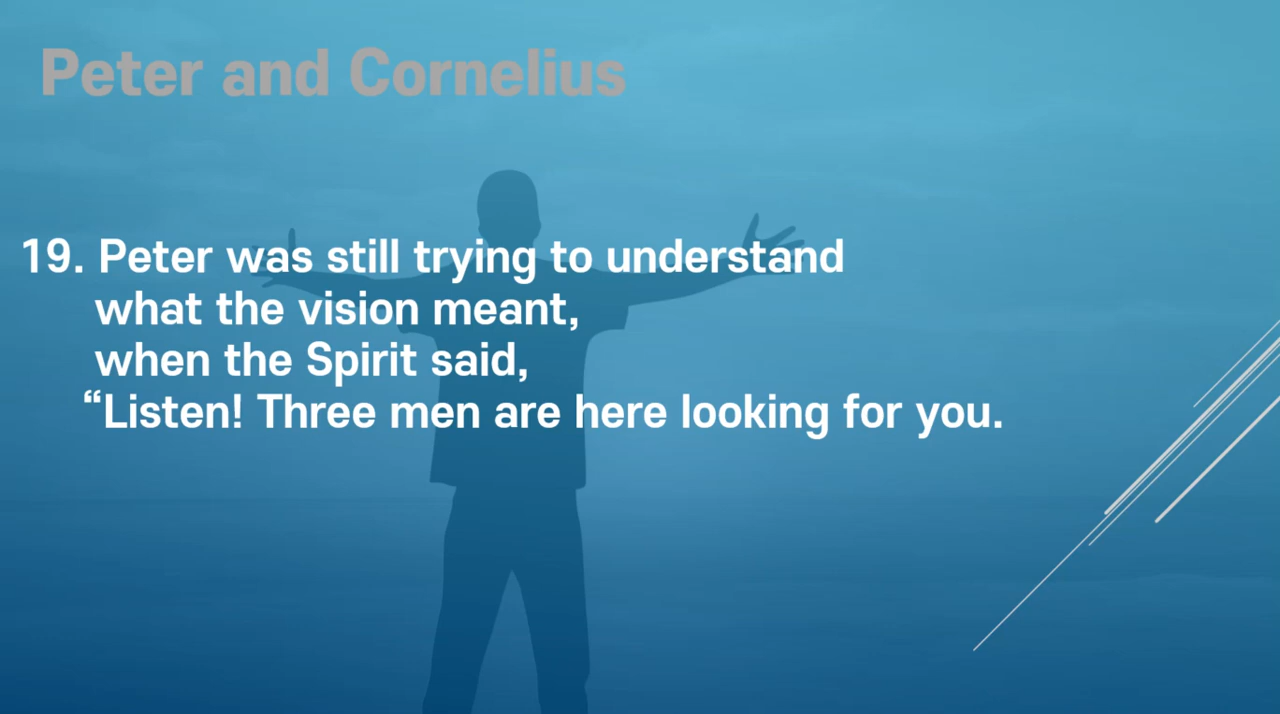 Peter and Cornelius
19. Peter was still trying to understand
what the vision meant,
when the Spirit said,
“Listen! Three men are here looking for you.